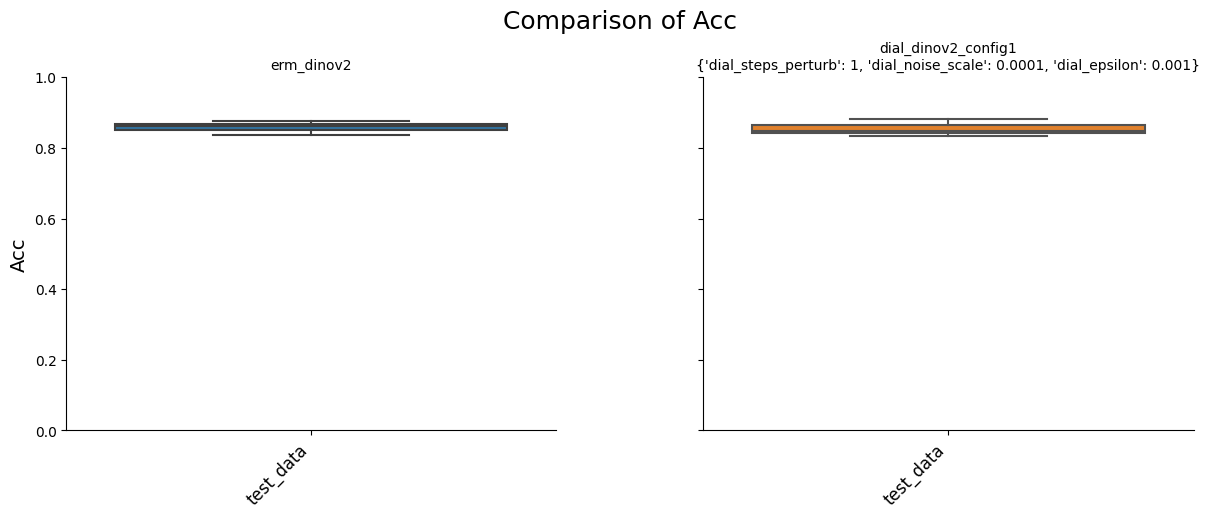 Comparison of Acc
erm_dinov2
dial_dinov2_config1
{'dial_steps_perturb': 1, 'dial_noise_scale': 0.0001, 'dial_epsilon': 0.001}
Acc
1.0
0.8
0.6
0.4
0.2
0.0
test_data
test_data